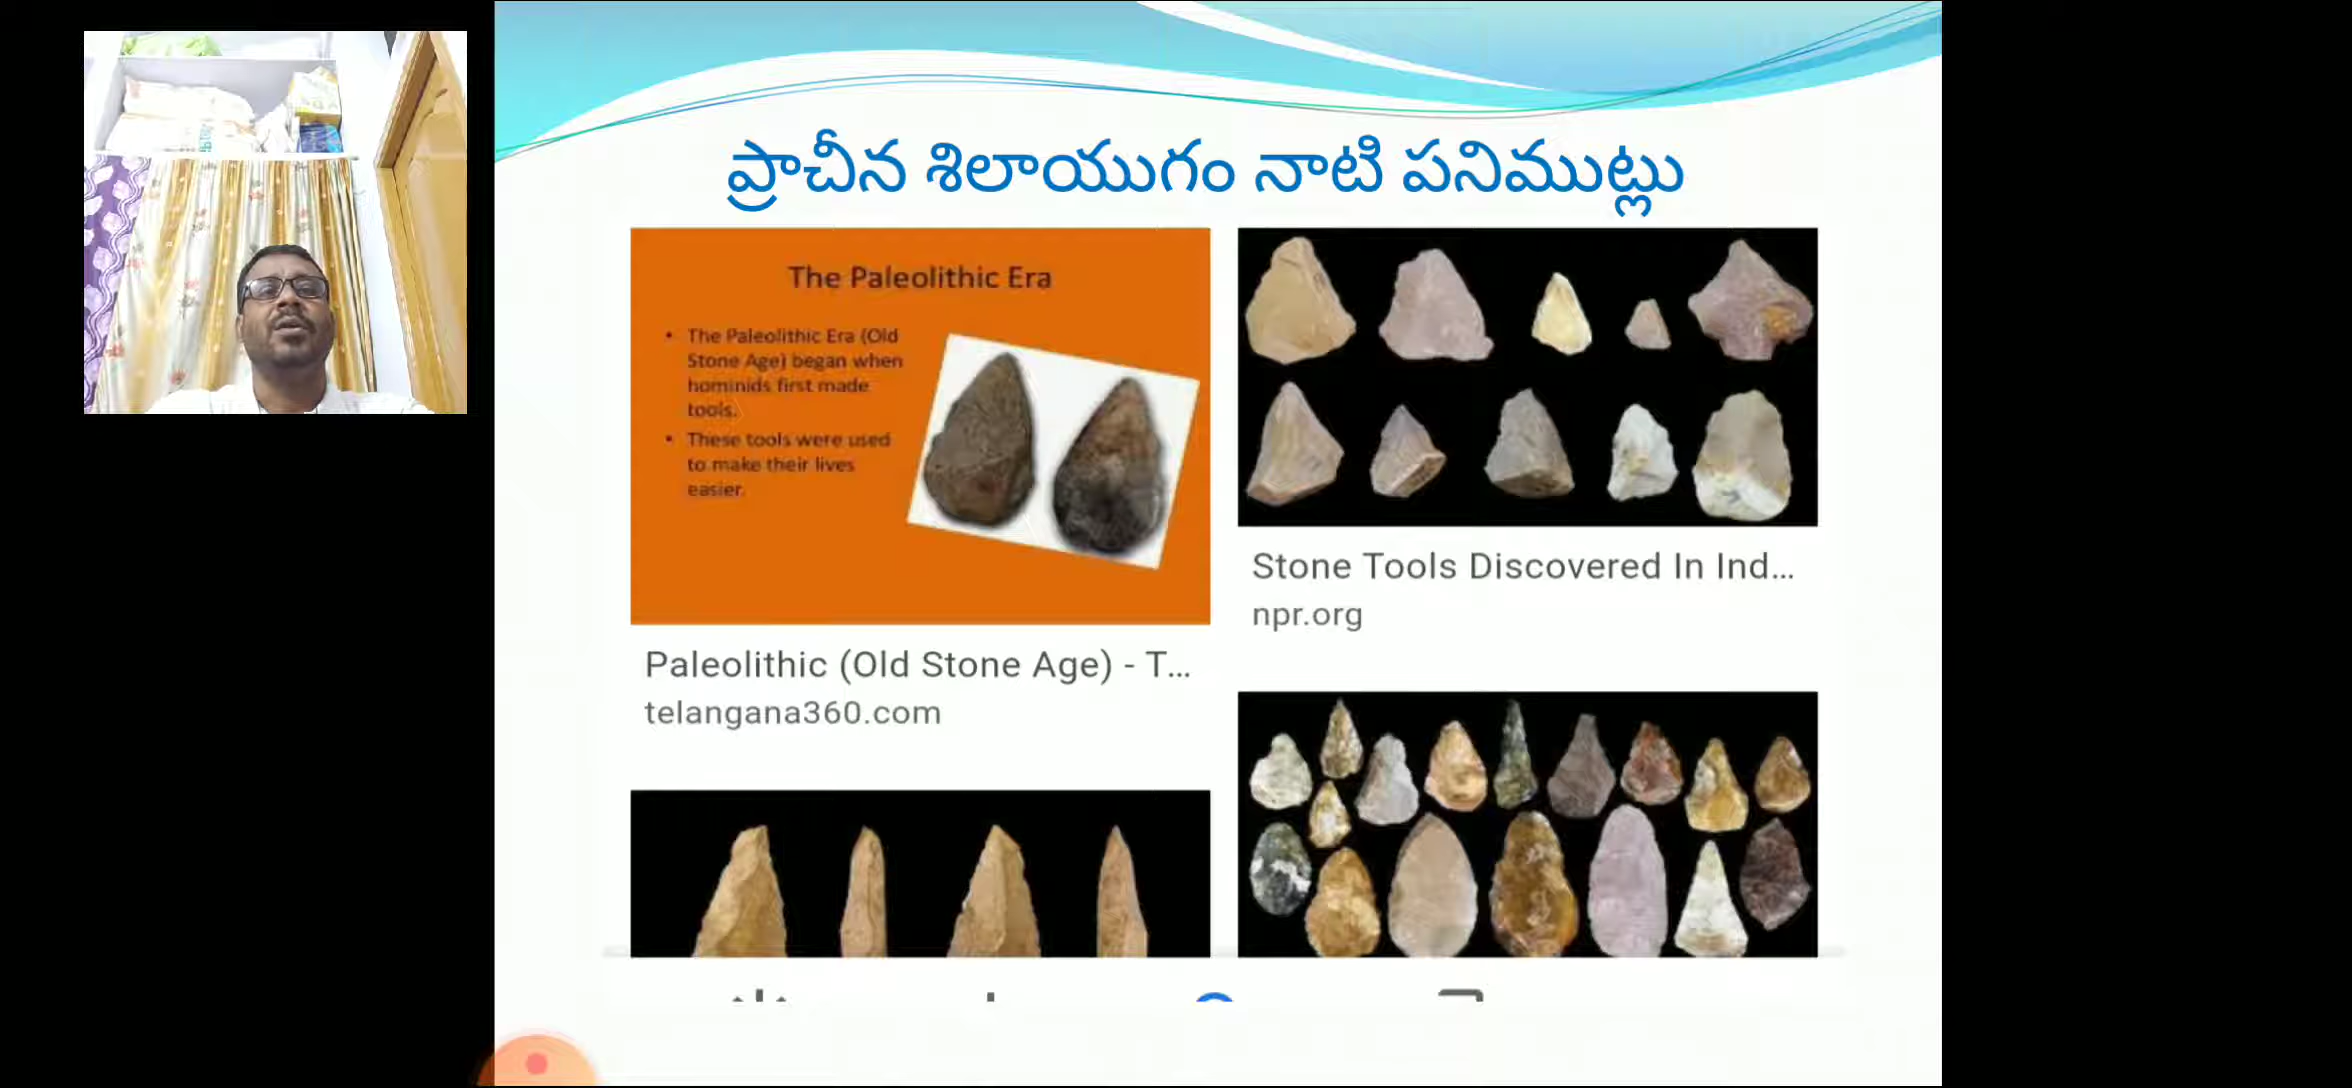 ప్రాచీన శిలాయుగం నాటి పనిముట్లు
The Paleolithic Era
• The Paleolithic Era (Old
Stone Age) began when
hominids first made
tools.
• These tools were used
to make their lives
easier.
Paleolithic (Old Stone Age) - T...
telangana360.com
Stone Tools Discovered In Ind...
npr.org